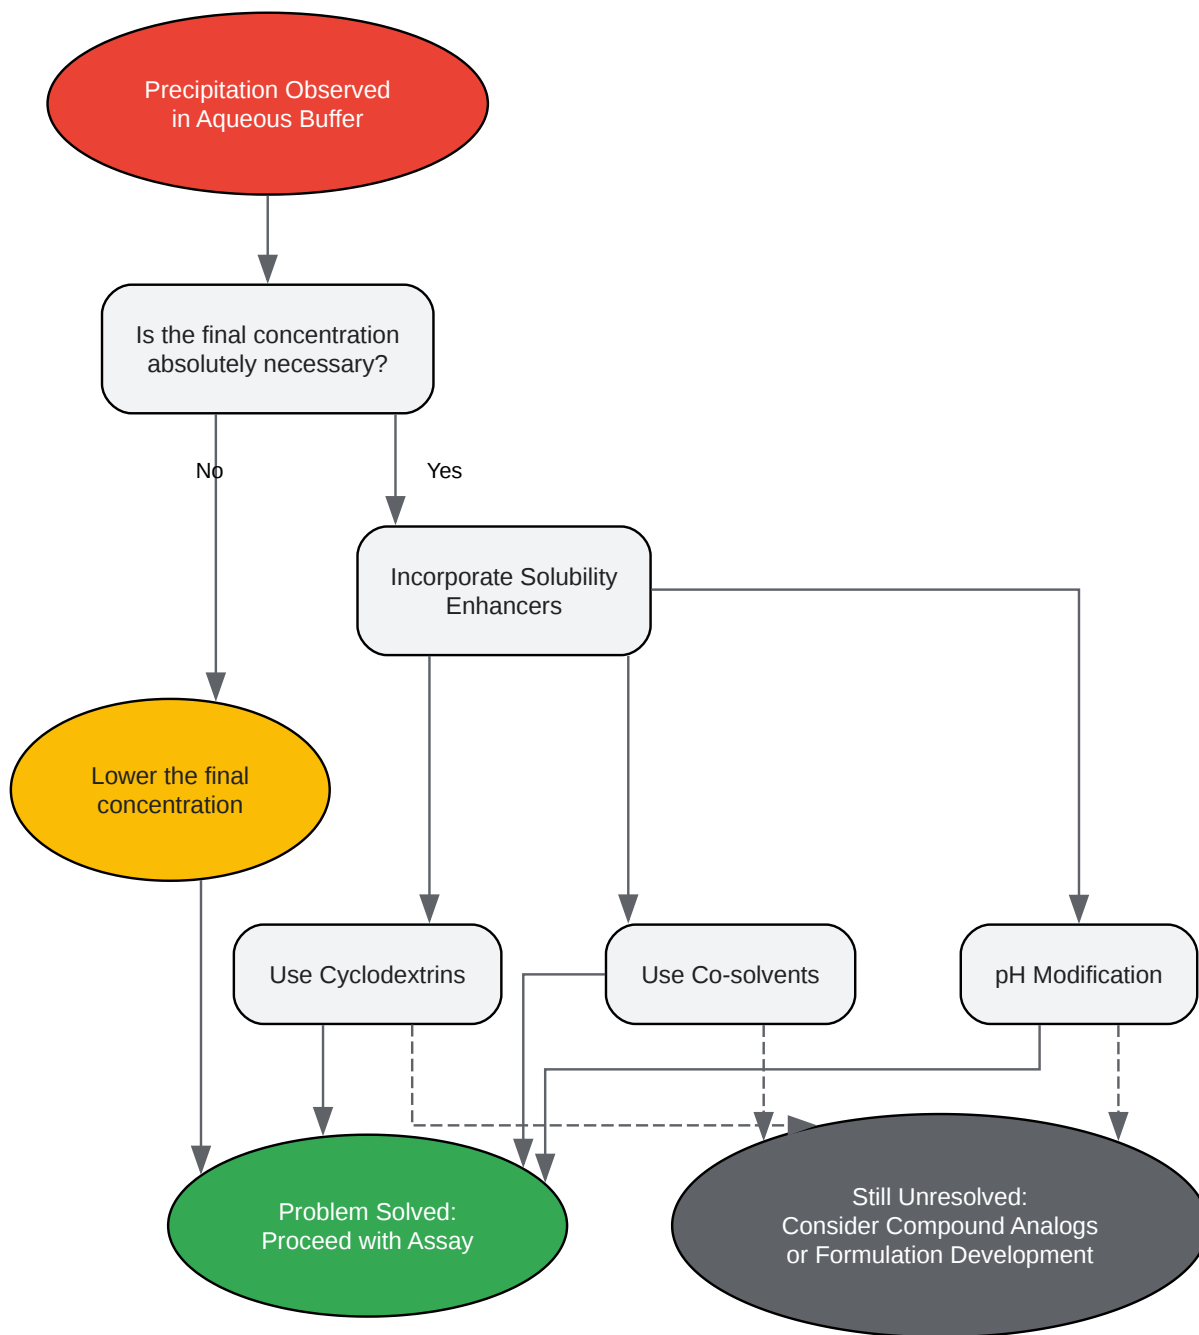 Precipitation Observed
in Aqueous Buffer
Is the final concentration
absolutely necessary?
No
Yes
Incorporate Solubility
Enhancers
Lower the final
concentration
Use Cyclodextrins
Use Co-solvents
pH Modification
Problem Solved:
Proceed with Assay
Still Unresolved:
Consider Compound Analogs
or Formulation Development